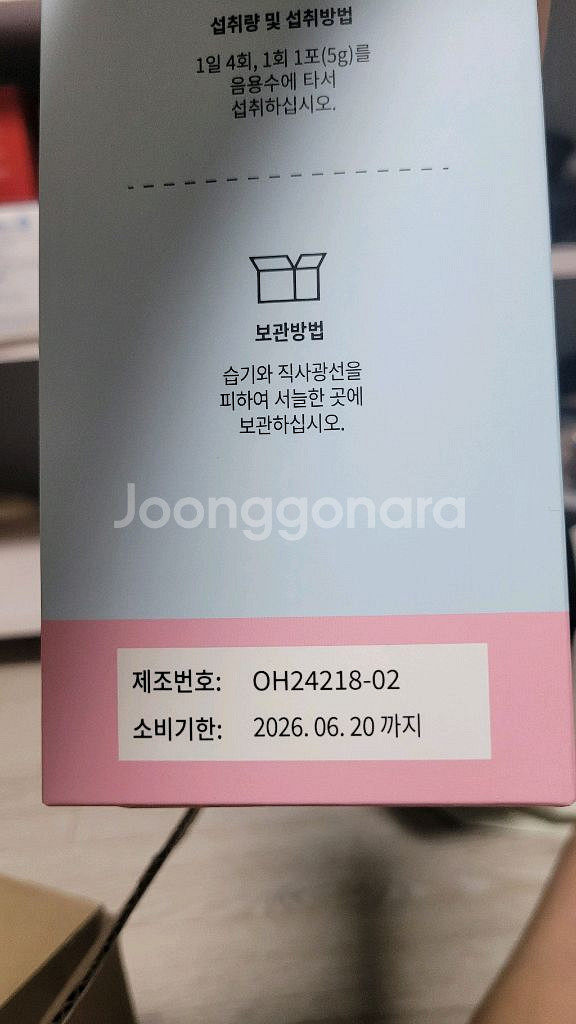 섭취량 및 섭취방법
1일 4회, 1회 1포(5g)를
음용수에 타서
섭취하십시오.
보관방법
습기와 직사광선을
피하여 서늘한 곳에
보관하십시오.
Joonggonara
제조번호: OH24218-02
소비기한: 2026. 06. 20 까지